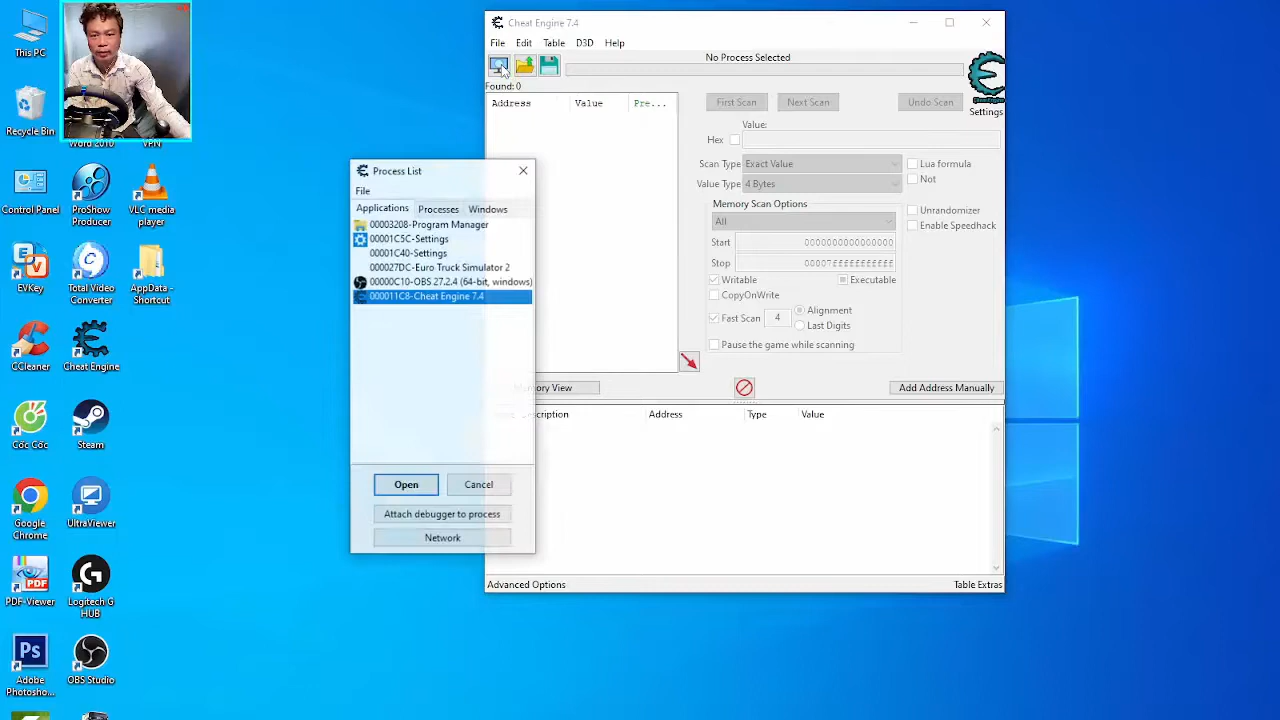 This PC
Recycle Bin
Word 2010
VPN
Control Panel
ProShow
Producer
VLC media
player
EVKey
Total Video
Converter
AppData -
Shortcut
CCleaner
Cheat Engine
Cốc Cốc
Steam
Google
Chrome
UltraViewer
PDF-Viewer
Logitech G
HUB
Adobe
Photosho...
OBS Studio
Cheat Engine 7.4
File Edit Table D3D Help
No Process Selected
Found: 0
Address Value Pre...
First Scan Next Scan Undo Scan
Settings
Value:
Hex
Scan Type Exact Value
Lua formula
Not
Value Type 4 Bytes
Memory Scan Options
All
Unrandomizer
Enable Speedhack
Start 0000000000000000
Stop 00007fffffffffff
Writable Executable
CopyOnWrite
Fast Scan 4 Alignment
Last Digits
Pause the game while scanning
Memory View
Add Address Manually
Description Address Type Value
Advanced Options
Table Extras
Process List
File
Applications Processes Windows
00003208-Program Manager
00001C5C-Settings
00001C40-Settings
000027DC-Euro Truck Simulator 2
00000C10-OBS 27.2.4 (64-bit, windows)
000011C8-Cheat Engine 7.4
Open Cancel
Attach debugger to process
Network